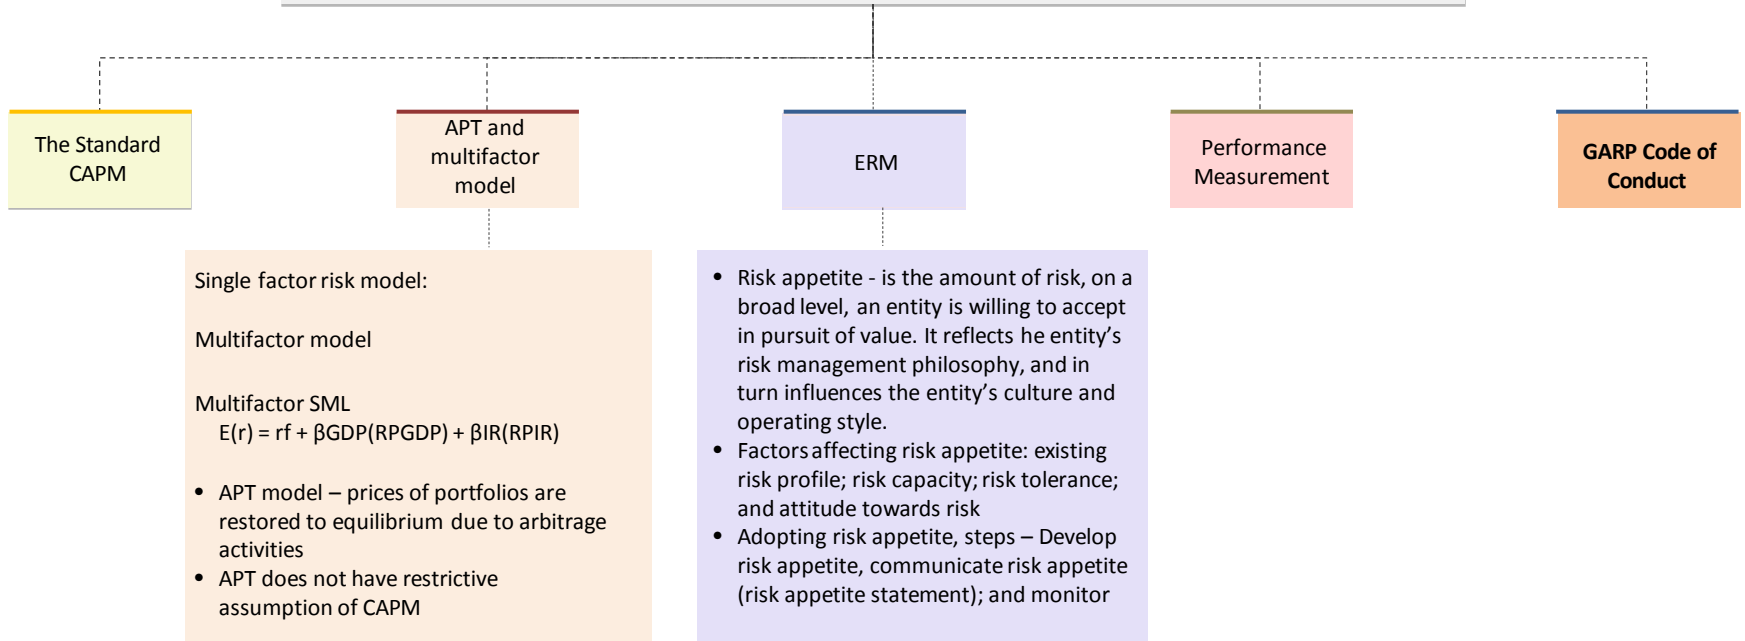 The Standard
CAPM
APT and
multifactor
model
ERM
Performance
Measurement
GARP Code of
Conduct
Single factor risk model:
Multifactor model
Multifactor SML
E(r) = rf + βGDP(RPGDP) + βIR(RPIR)
• APT model – prices of portfolios are
restored to equilibrium due to arbitrage
activities
• APT does not have restrictive
assumption of CAPM
• Risk appetite - is the amount of risk, on a
broad level, an entity is willing to accept
in pursuit of value. It reflects he entity's
risk management philosophy, and in
turn influences the entity's culture and
operating style.
• Factors affecting risk appetite: existing
risk profile; risk capacity; risk tolerance;
and attitude towards risk
• Adopting risk appetite, steps – Develop
risk appetite, communicate risk appetite
(risk appetite statement); and monitor